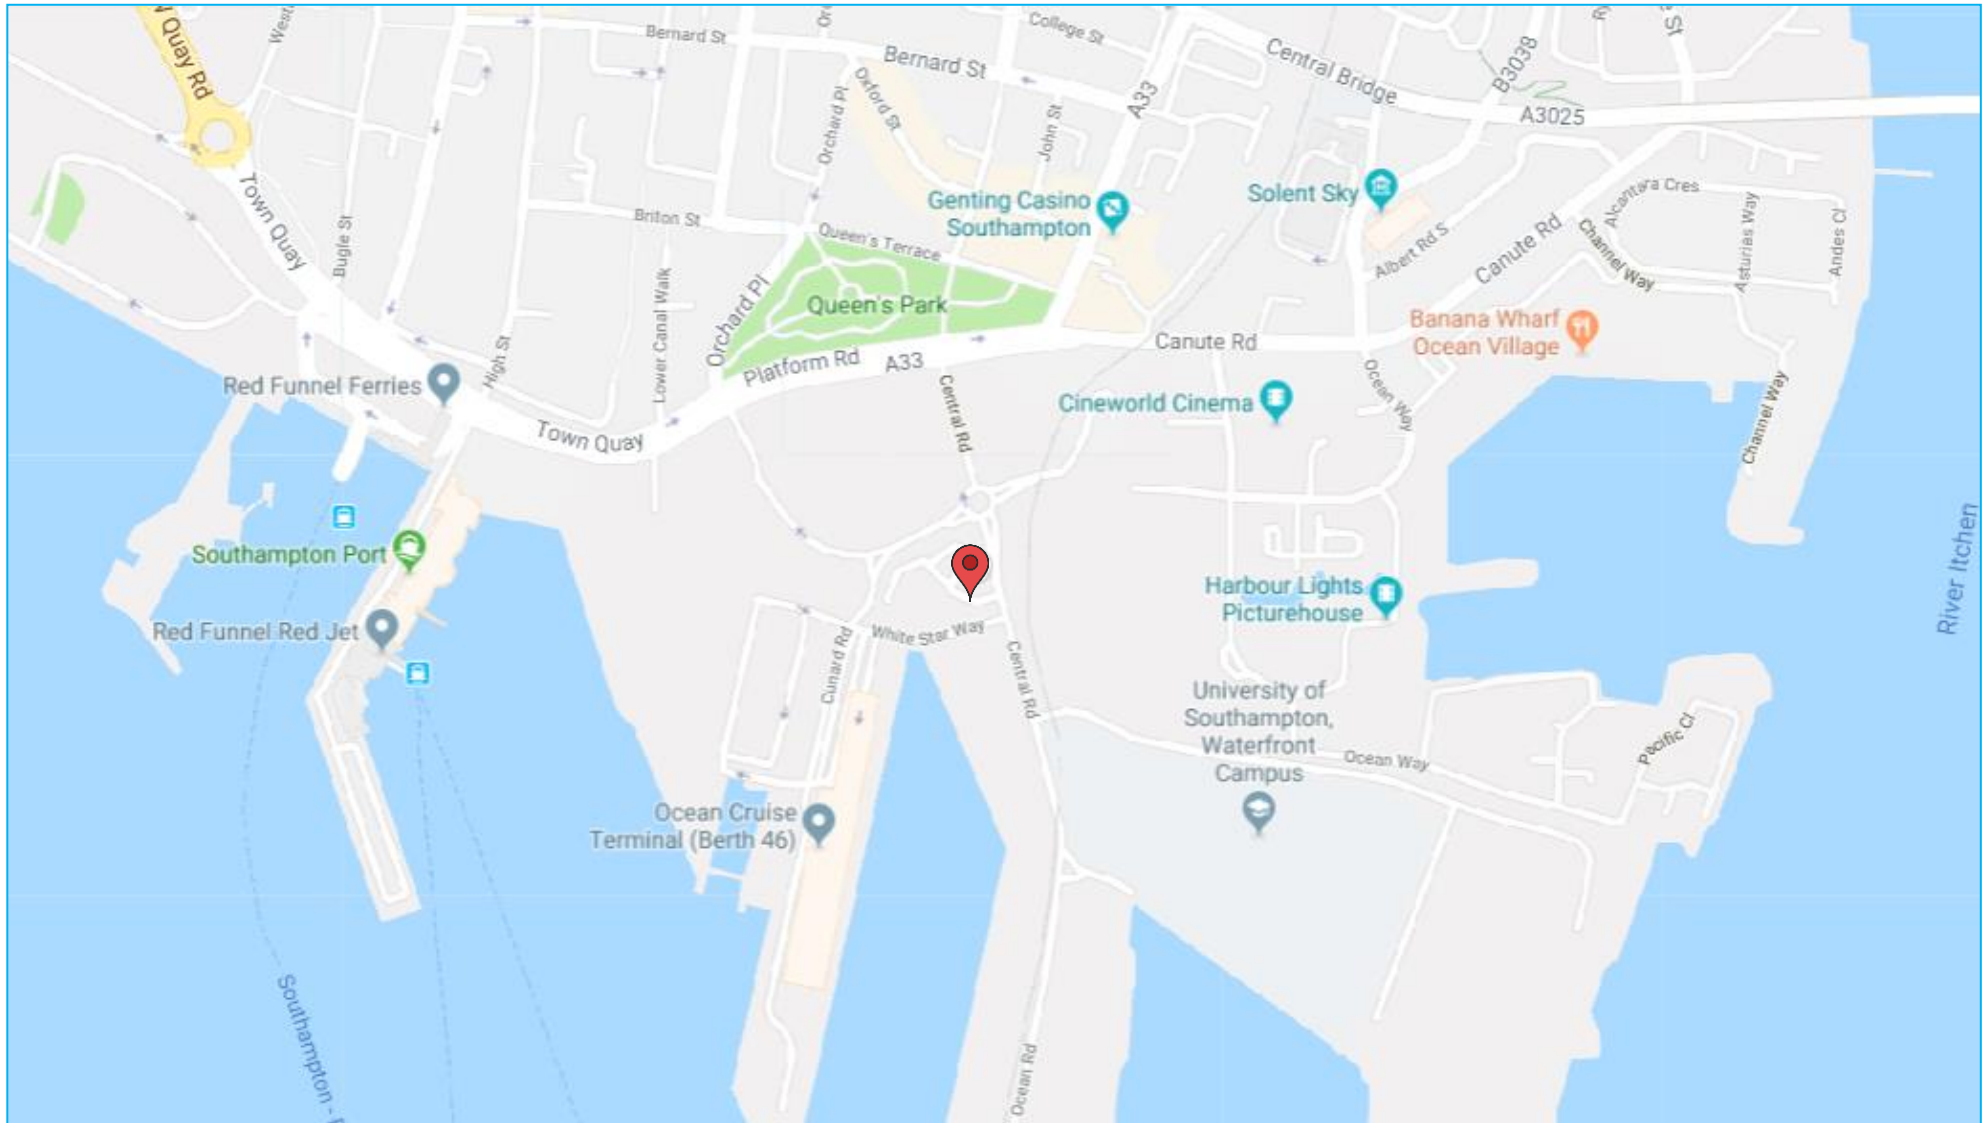 W Quay Rd
College St
Bernard St
Bernard St
Central Bridge
B3038
A33
A3025
Oxford St
Orchard Pl
John St
Town Quay
Bugle St
Briton St
Genting Casino
Southampton
Solent Sky
Alcantara Cres
Asturias Way
Andes Cl
Albert Rd S
Canute Rd
Channel Way
Queen's Terrace
Queen's Park
Orchard Pl
Lower Canal Walk
High St
Platform Rd
A33
Canute Rd
Banana Wharf
Ocean Village
Red Funnel Ferries
Central Rd
Cineworld Cinema
Ocean Way
Channel Way
Town Quay
River Itchen
Southampton Port
Harbour Lights
Picturehouse
Red Funnel Red Jet
White Star Way
Cunard Rd
Central Rd
University of
Southampton,
Waterfront
Campus
Pacific Cl
Ocean Way
Ocean Cruise
Terminal (Berth 46)
Southampton -
Ocean Rd